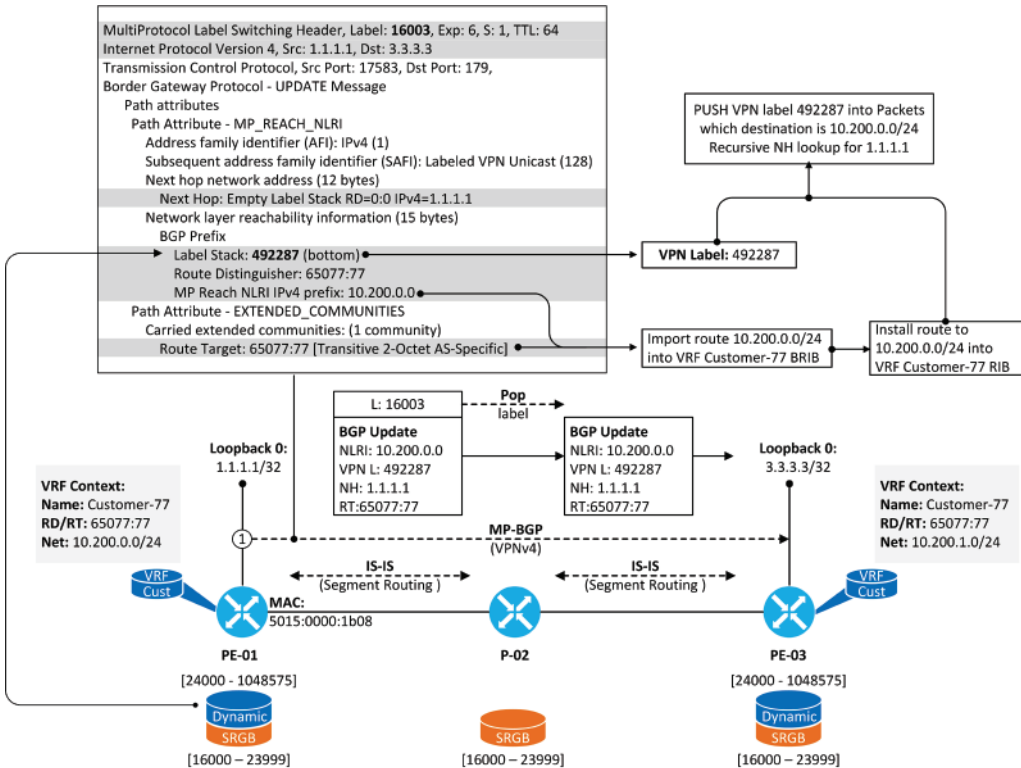 MultiProtocol Label Switching Header, Label: 16003, Exp: 6, S: 1, TTL: 64
Internet Protocol Version 4, Src: 1.1.1.1, Dst: 3.3.3.3
Transmission Control Protocol, Src Port: 17583, Dst Port: 179,
Border Gateway Protocol - UPDATE Message
Path attributes
Path Attribute - MP_REACH_NLRI
Address family identifier (AFI): IPv4 (1)
Subsequent address family identifier (SAFI): Labeled VPN Unicast (128)
Next hop network address (12 bytes)
Next Hop: Empty Label Stack RD=0:0 IPv4=1.1.1.1
Network layer reachability information (15 bytes)
BGP Prefix
Label Stack: 492287 (bottom)
Route Distinguisher: 65077:77
MP Reach NLRI IPv4 prefix: 10.200.0.0
Path Attribute - EXTENDED_COMMUNITIES
Carried extended communities: (1 community)
Route Target: 65077:77 [Transitive 2-Octet AS-Specific]
PUSH VPN label 492287 into Packets
which destination is 10.200.0.0/24
Recursive NH lookup for 1.1.1.1
VPN Label: 492287
Import route 10.200.0.0/24
into VRF Customer-77 BRIB
Install route to
10.200.0.0/24 into
VRF Customer-77 RIB
L: 16003
Pop
label
BGP Update
NLRI: 10.200.0.0
VPN L: 492287
NH: 1.1.1.1
RT:65077:77
BGP Update
NLRI: 10.200.0.0
VPN L: 492287
NH: 1.1.1.1
RT:65077:77
Loopback 0:
1.1.1.1/32
Loopback 0:
3.3.3.3/32
VRF Context:
Name: Customer-77
RD/RT: 65077:77
Net: 10.200.0.0/24
VRF Context:
Name: Customer-77
RD/RT: 65077:77
Net: 10.200.1.0/24
1
MP-BGP
(VPNv4)
IS-IS
(Segment Routing )
IS-IS
(Segment Routing )
VRF
Cust
VRF
Cust
MAC:
5015:0000:1b08
PE-01
P-02
PE-03
[24000 - 1048575]
[24000 - 1048575]
Dynamic
SRGB
SRGB
Dynamic
SRGB
[16000 – 23999]
[16000 – 23999]
[16000 – 23999]